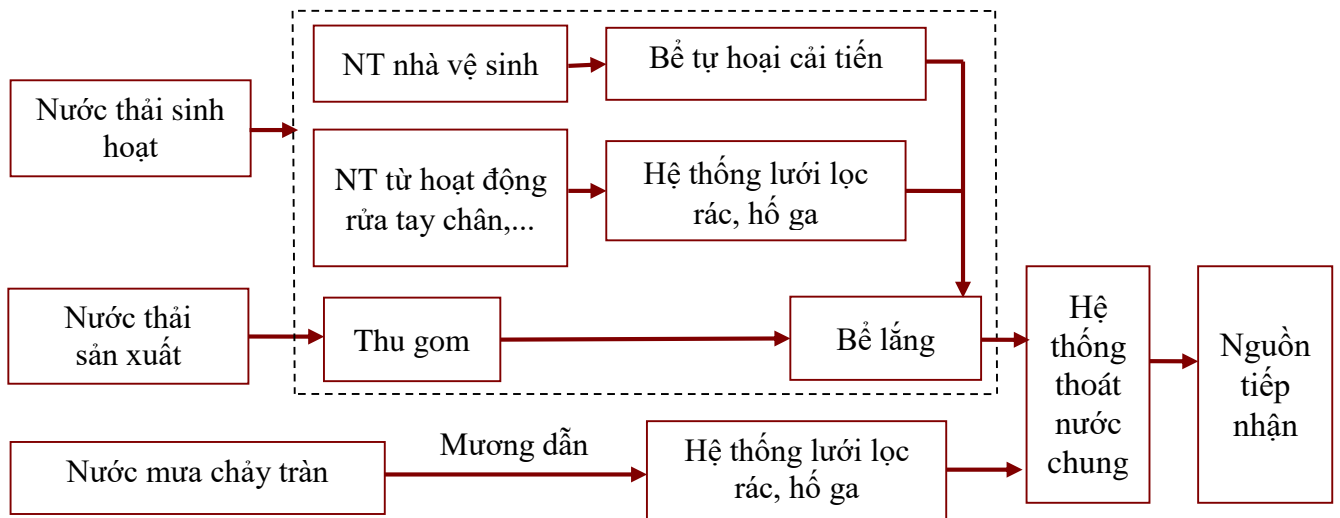 NT nhà vệ sinh
Bể tự hoại cải tiến
Nước thải sinh
hoạt
NT từ hoạt động
rửa tay chân,...
Hệ thống lưới lọc
rác, hố ga
Nước thải
sản xuất
Thu gom
Bể lắng
Hệ
thống
thoát
nước
chung
Nguồn
tiếp
nhận
Nước mưa chảy tràn
Mương dẫn
Hệ thống lưới lọc
rác, hố ga